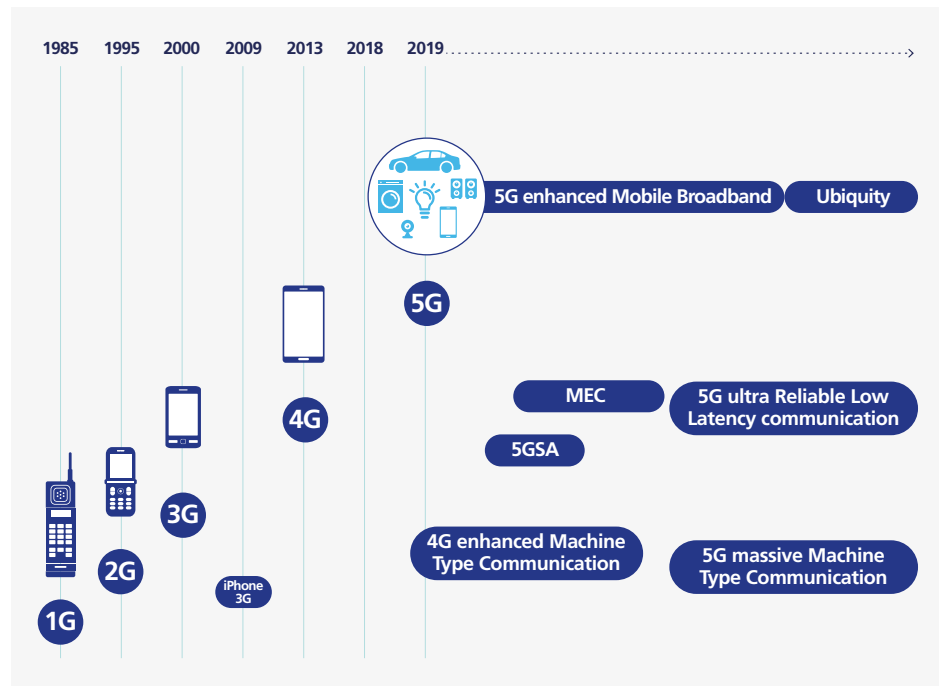 1985 1995 2000 2009 2013 2018 2019
5G enhanced Mobile Broadband
Ubiquity
5G
4G
MEC
5G ultra Reliable Low
Latency communication
5GSA
3G
4G enhanced Machine
Type Communication
5G massive Machine
Type Communication
2G
iPhone
3G
1G